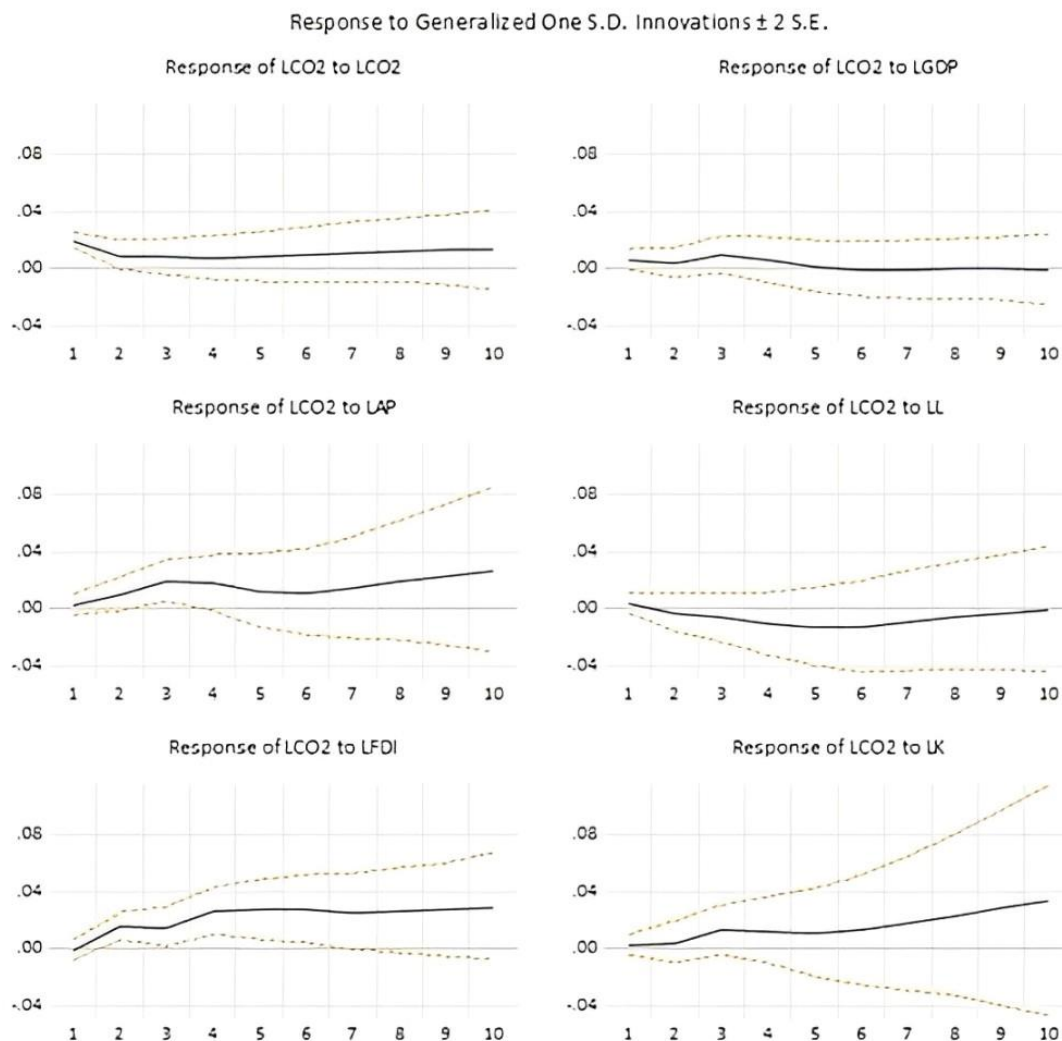 Response to Generalized One S.D. Innovations ± 2 S.E.
Response of LCO2 to LCO2
.08
.04
.00
-.04
1 2 3 4 5 6 7 8 9 10
Response of LCO2 to LGDP
.08
.04
.00
-.04
1 2 3 4 5 6 7 8 9 10
Response of LCO2 to LAP
.08
.04
.00
-.04
1 2 3 4 5 6 7 8 9 10
Response of LCO2 to LL
.08
.04
.00
-.04
1 2 3 4 5 6 7 8 9 10
Response of LCO2 to LFDI
.08
.04
.00
-.04
1 2 3 4 5 6 7 8 9 10
Response of LCO2 to LK
.08
.04
.00
-.04
1 2 3 4 5 6 7 8 9 10